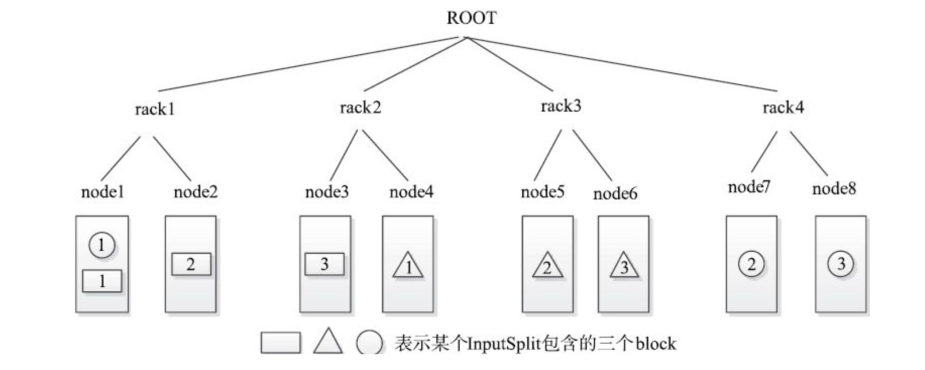 ROOT
rack1 rack2 rack3 rack4
node1 node2 node3 node4 node5 node6 node7 node8
1
1 2 3 1 2 3 2 3
表示某个InputSplit包含的三个block